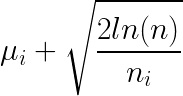 μ_i + √(2ln(n)/n_i)